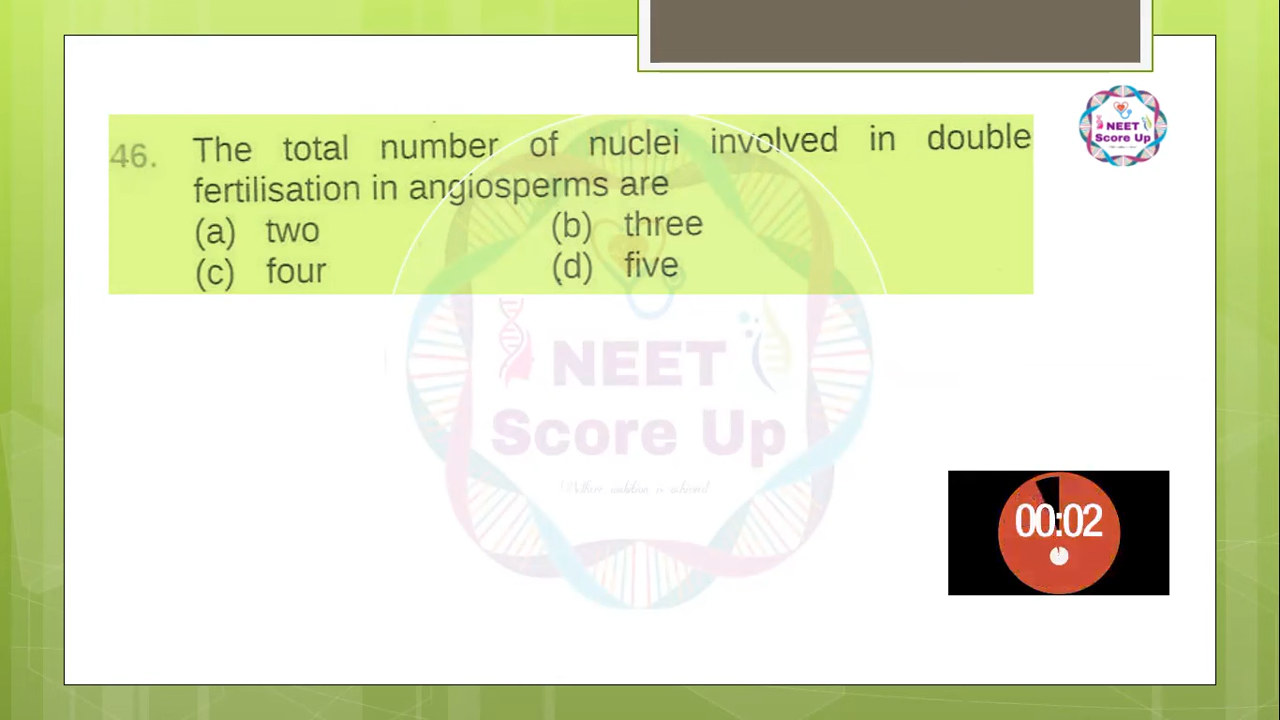 NEET
Score Up
46. The total number of nuclei involved in double
fertilisation in angiosperms are
(a) two (b) three
(c) four (d) five
NEET
Score Up
00:02